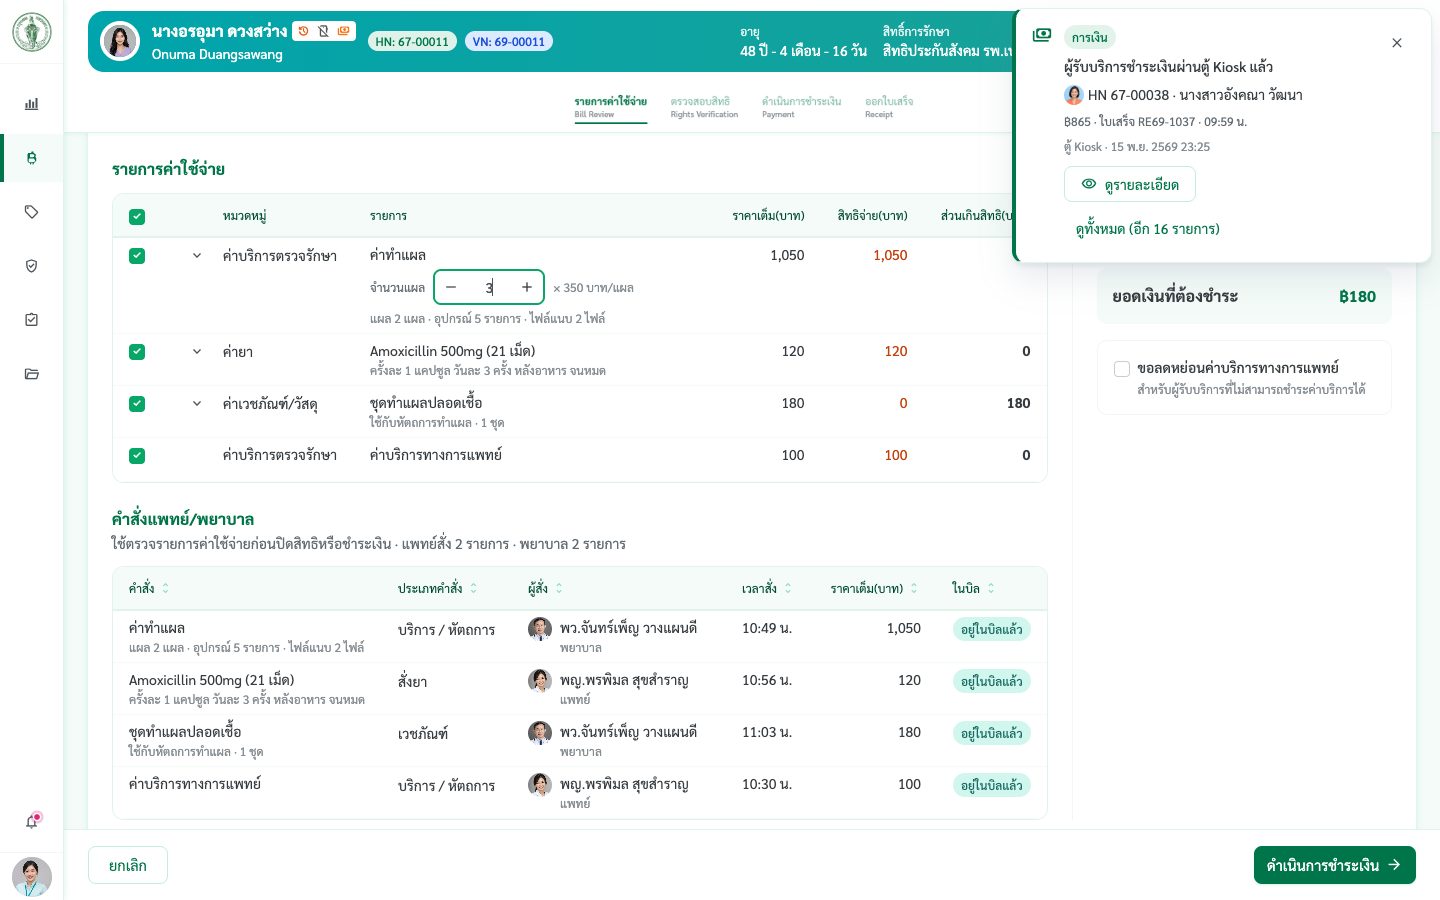 นางอรอุมา ดวงสว่าง
Onuma Duangsawang
HN: 67-00011
VN: 69-00011
อายุ
48 ปี - 4 เดือน - 16 วัน
สิทธิ์การรักษา
สิทธิประกันสังคม
การเงิน
ผู้รับบริการชำระเงินผ่านตู้ Kiosk แล้ว
HN 67-00038 · นางสาวอังคณา วัฒนา
฿865 · ใบเสร็จ RE69-1037 · 09:59 น.
ตู้ Kiosk · 15 พ.ย. 2569 23:25
ดูรายละเอียด
ดูทั้งหมด (อีก 16 รายการ)
รายการค่าใช้จ่าย
Bill Review
ตรวจสอบสิทธิ
Rights Verification
ดำเนินการชำระเงิน
Payment
ออกใบเสร็จ
Receipt
รายการค่าใช้จ่าย
หมวดหมู่ รายการ ราคาเต็ม(บาท) สิทธิจ่าย(บาท) ส่วนเกินสิทธิ
ค่าบริการตรวจรักษา ค่าทำแผล 1,050 1,050
จำนวนแผล − 3 + × 350 บาท/แผล
แผล 2 แผล · อุปกรณ์ 5 รายการ · ไฟล์แนบ 2 ไฟล์
ค่ายา Amoxicillin 500mg (21 เม็ด) 120 120 0
ครั้งละ 1 แคปซูล วันละ 3 ครั้ง หลังอาหาร จนหมด
ค่าเวชภัณฑ์/วัสดุ ชุดทำแผลปลอดเชื้อ 180 0 180
ใช้กับหัตถการทำแผล · 1 ชุด
ค่าบริการตรวจรักษา ค่าบริการทางการแพทย์ 100 100 0
ยอดเงินที่ต้องชำระ ฿180
ขอลดหย่อนค่าบริการทางการแพทย์
สำหรับผู้รับบริการที่ไม่สามารถชำระค่าบริการได้
คำสั่งแพทย์/พยาบาล
ใช้ตรวจรายการค่าใช้จ่ายก่อนปิดสิทธิหรือชำระเงิน · แพทย์สั่ง 2 รายการ · พยาบาล 2 รายการ
คำสั่ง ประเภทคำสั่ง ผู้สั่ง เวลาสั่ง ราคาเต็ม(บาท) ในบิล
ค่าทำแผล บริการ / หัตถการ พว.จันทร์เพ็ญ วางแผนดี 10:49 น. 1,050 อยู่ในบิลแล้ว
แผล 2 แผล · อุปกรณ์ 5 รายการ · ไฟล์แนบ 2 ไฟล์ พยาบาล
Amoxicillin 500mg (21 เม็ด) สั่งยา พญ.พรพิมล สุขสำราญ 10:56 น. 120 อยู่ในบิลแล้ว
ครั้งละ 1 แคปซูล วันละ 3 ครั้ง หลังอาหาร จนหมด แพทย์
ชุดทำแผลปลอดเชื้อ เวชภัณฑ์ พว.จันทร์เพ็ญ วางแผนดี 11:03 น. 180 อยู่ในบิลแล้ว
ใช้กับหัตถการทำแผล · 1 ชุด พยาบาล
ค่าบริการทางการแพทย์ บริการ / หัตถการ พญ.พรพิมล สุขสำราญ 10:30 น. 100 อยู่ในบิลแล้ว
แพทย์
ยกเลิก
ดำเนินการชำระเงิน